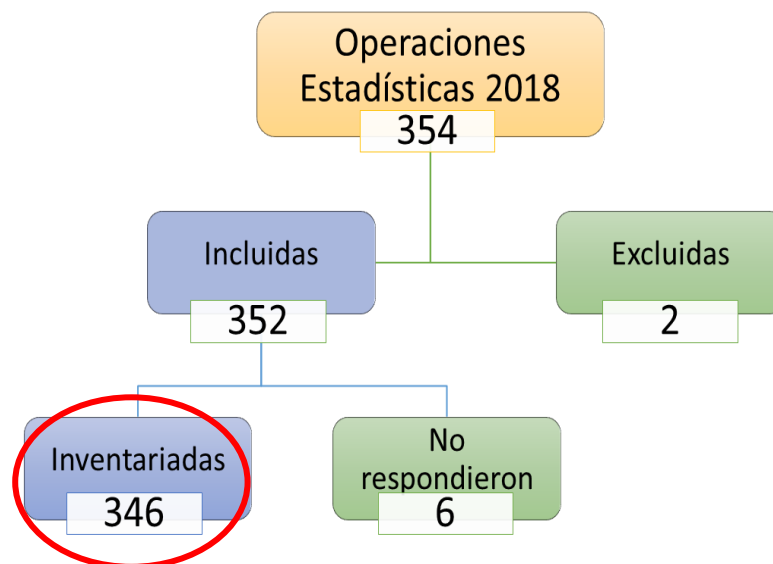 Operaciones
Estadísticas 2018
354
Incluidas
352
Excluidas
2
Inventariadas
346
No
respondieron
6